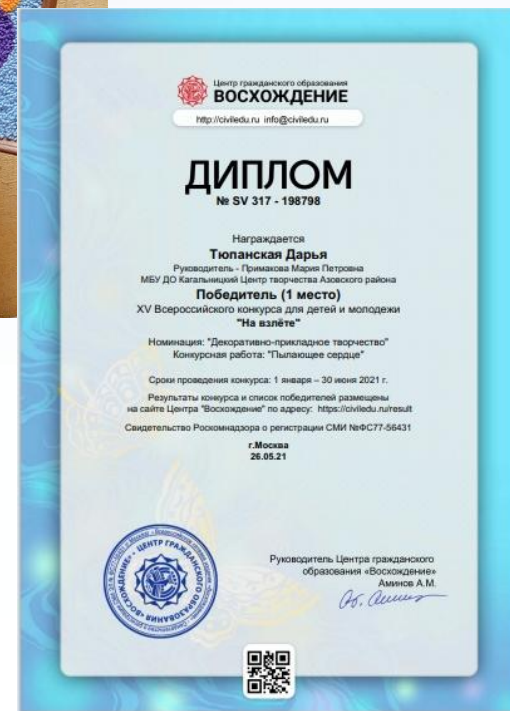 Центр гражданского образования
ВОСХОЖДЕНИЕ
http://civiledu.ru info@civiledu.ru
ДИПЛОМ
№ SV 317 - 198798
Награждается
Тюпанская Дарья
Руководитель - Примакова Мария Петровна
МБУ ДО Кагальницкий Центр творчества Азовского района
Победитель (1 место)
XV Всероссийского конкурса для детей и молодежи
"На взлёте"
Номинация: "Декоративно-прикладное творчество"
Конкурсная работа: "Пылающее сердце"
Сроки проведения конкурса: 1 января – 30 июня 2021 г.
Результаты конкурса и список победителей размещены
на сайте Центра "Восхождение" по адресу: https://civiledu.ru/result
Свидетельство Роскомнадзора о регистрации СМИ №ФС77-56431
г.Москва
26.05.21
Руководитель Центра гражданского
образования «Восхождение»
Аминов А.М.
ЦЕНТР ГРАЖДАНСКОГО ОБРАЗОВАНИЯ «ВОСХОЖДЕНИЕ»